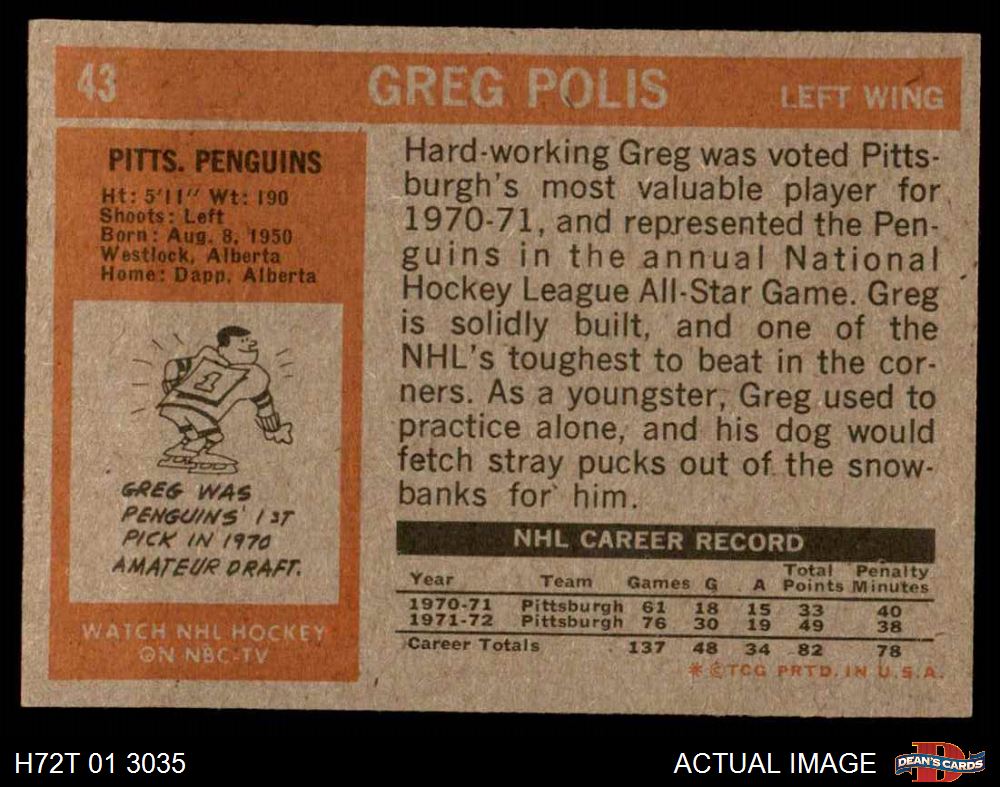 43
GREG POLIS
LEFT WING
PITTS. PENGUINS
Ht: 5'11" Wt: 190
Shoots: Left
Born: Aug. 8, 1950
Westlock, Alberta
Home: Dapp, Alberta
1
GREG WAS
PENGUINS' 1ST
PICK IN 1970
AMATEUR DRAFT.
WATCH NHL HOCKEY
ON NBC-TV
Hard-working Greg was voted Pitts-
burgh's most valuable player for
1970-71, and represented the Pen-
guins in the annual National
Hockey League All-Star Game. Greg
is solidly built, and one of the
NHL's toughest to beat in the cor-
ners. As a youngster, Greg used to
practice alone, and his dog would
fetch stray pucks out of the snow-
banks for him.
NHL CAREER RECORD
Year Team Games G A Total Points Penalty Minutes
1970-71 Pittsburgh 61 18 15 33 40
1971-72 Pittsburgh 76 30 19 49 38
Career Totals 137 48 34 82 78
* © TCG PRTD. IN U.S.A.
H72T 01 3035
ACTUAL IMAGE
D
DEAN'S CARDS